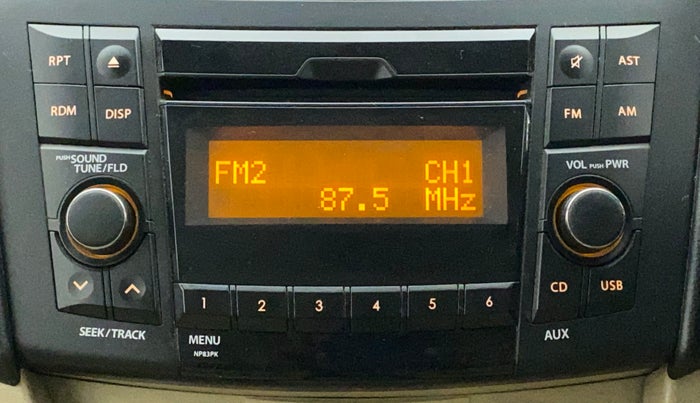 RPT
AST
RDM
DISP
FM
AM
PUSH SOUND
TUNE/FLD
VOL PUSH PWR
FM2 CH1
87.5 MHz
CD
USB
1 2 3 4 5 6
SEEK/TRACK
MENU
AUX
NP83PK